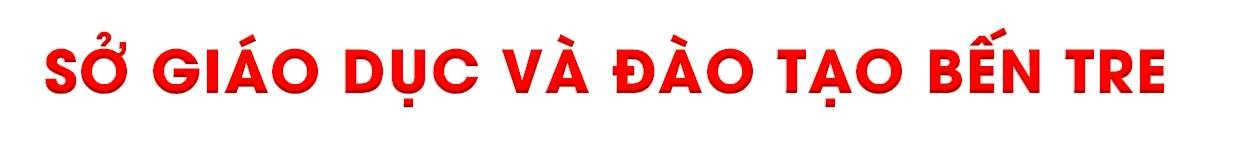 SỞ GIÁO DỤC VÀ ĐÀO TẠO BẾN TRE